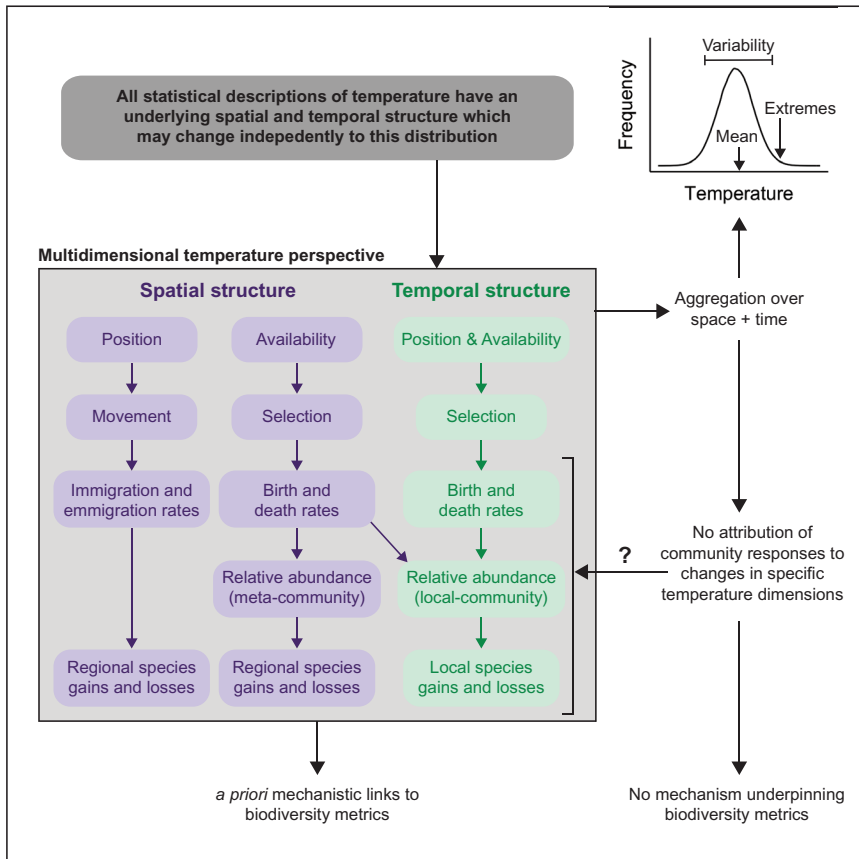 Variability
Frequency
Extremes
Mean
Temperature
All statistical descriptions of temperature have an
underlying spatial and temporal structure which
may change indepedently to this distribution
Multidimensional temperature perspective
Spatial structure
Temporal structure
Position
Availability
Position & Availability
Movement
Selection
Selection
Immigration and
emmigration rates
Birth and
death rates
Birth and
death rates
Relative abundance
(meta-community)
Relative abundance
(local-community)
Regional species
gains and losses
Regional species
gains and losses
Local species
gains and losses
Aggregation over
space + time
?
No attribution of
community responses to
changes in specific
temperature dimensions
a priori mechanistic links to
biodiversity metrics
No mechanism underpinning
biodiversity metrics